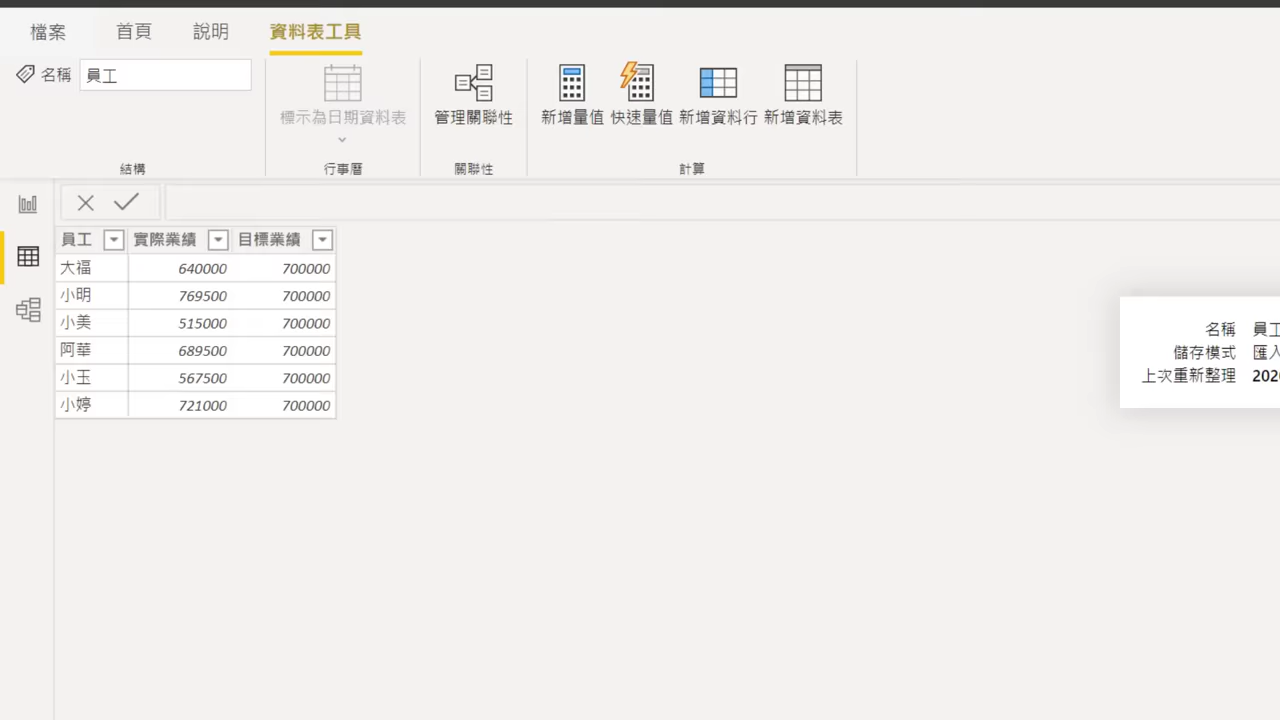 檔案 首頁 說明 資料表工具
名稱 員工
標示為日期資料表 管理關聯性 新增量值 快速量值 新增資料行 新增資料表
結構 行事曆 關聯性 計算
員工 實際業績 目標業績
大福 640000 700000
小明 769500 700000
小美 515000 700000
阿華 689500 700000
小玉 567500 700000
小婷 721000 700000
名稱 員工
儲存模式 匯入
上次重新整理 202